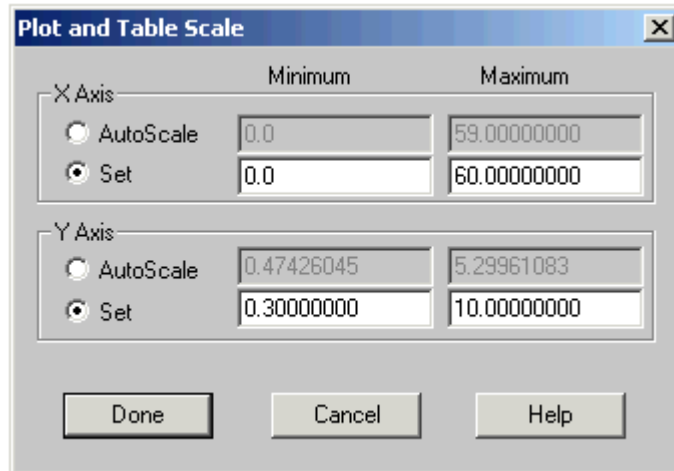 Plot and Table Scale
Minimum Maximum
X Axis
AutoScale 0.0 59.00000000
Set 0.0 60.00000000
Y Axis
AutoScale 0.47426045 5.29961083
Set 0.30000000 10.00000000
Done Cancel Help